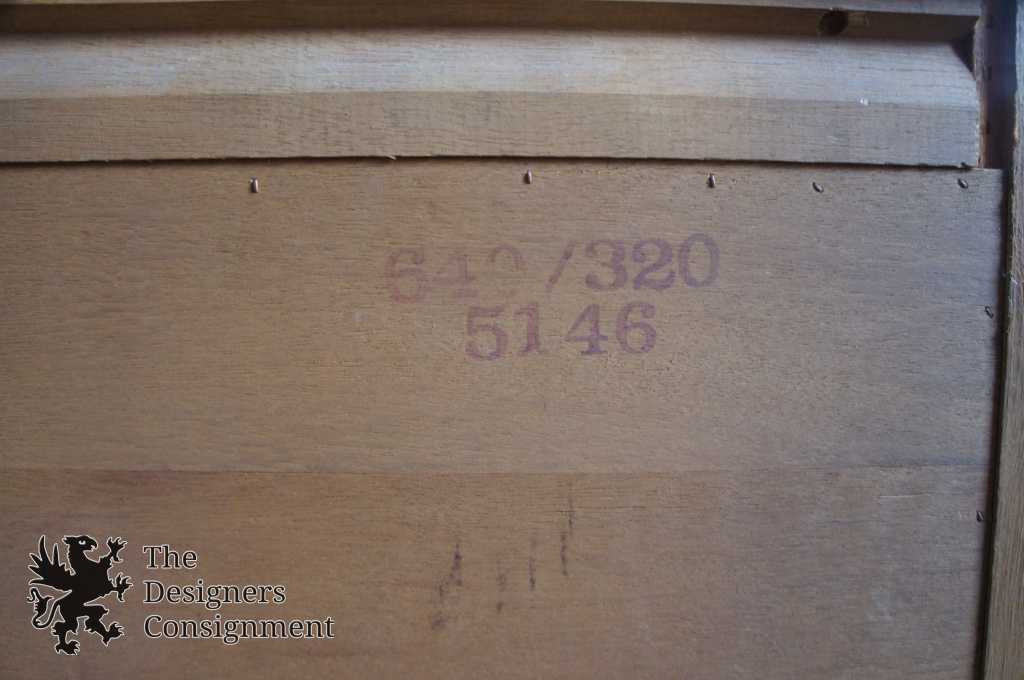 640/320
5146
The
Designers
Consignment